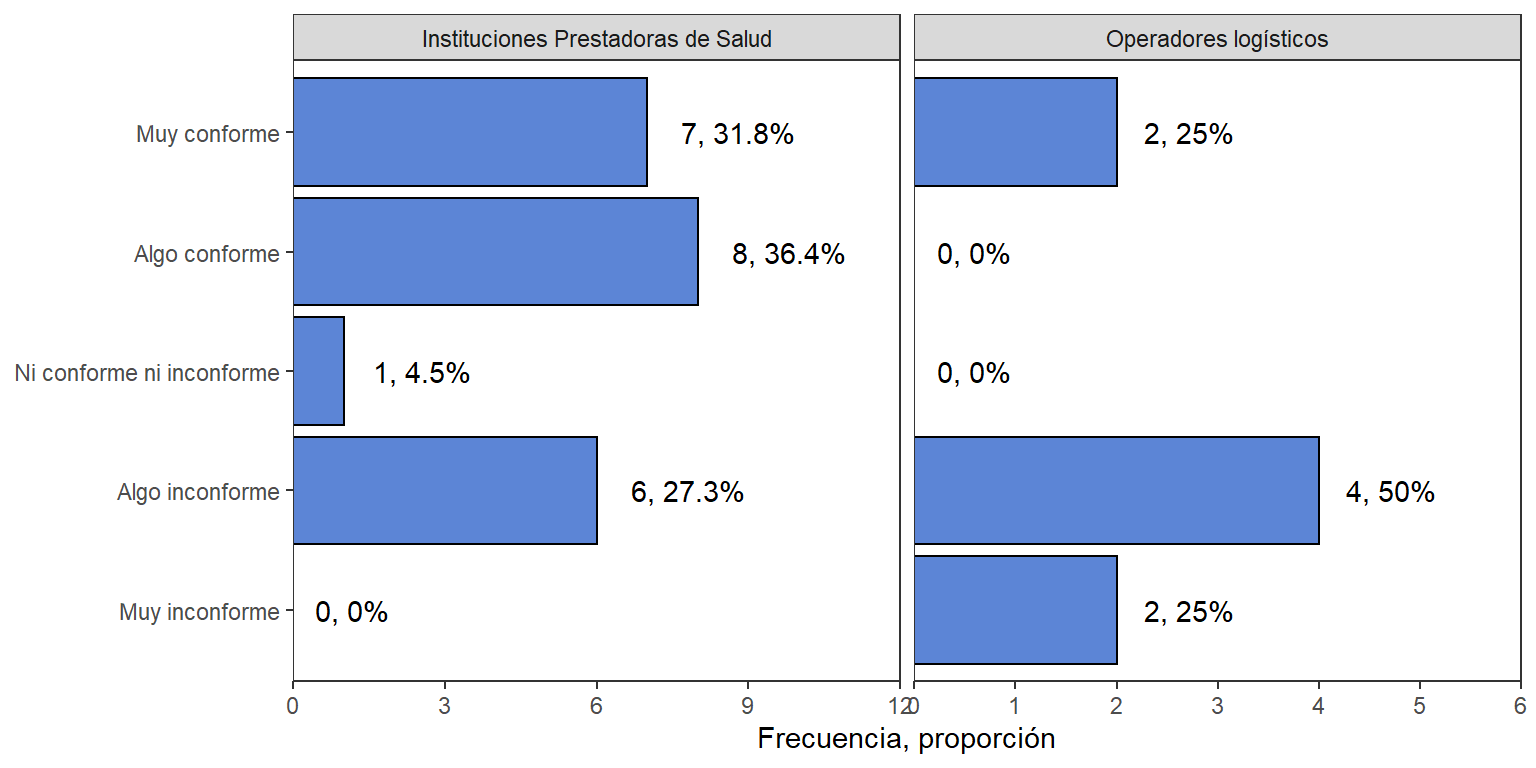 Instituciones Prestadoras de Salud
Operadores logísticos
Muy conforme
7, 31.8%
2, 25%
Algo conforme
8, 36.4%
0, 0%
Ni conforme ni inconforme
1, 4.5%
0, 0%
Algo inconforme
6, 27.3%
4, 50%
Muy inconforme
0, 0%
2, 25%
0 3 6 9 12
0 1 2 3 4 5 6
Frecuencia, proporción